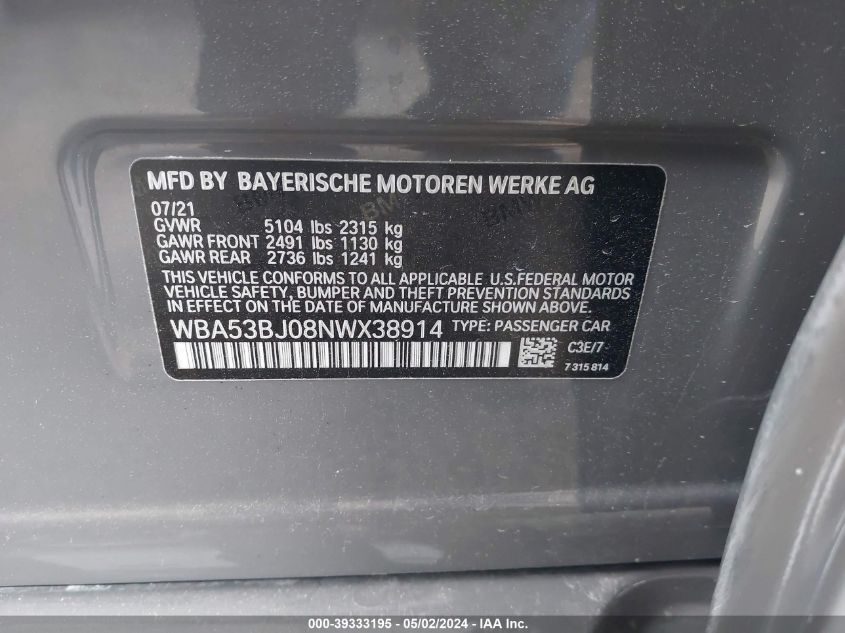 MFD BY BAYERISCHE MOTOREN WERKE AG
07/21
GVWR 5104 lbs 2315 kg
GAWR FRONT 2491 lbs 1130 kg
GAWR REAR 2736 lbs 1241 kg
THIS VEHICLE CONFORMS TO ALL APPLICABLE U.S.FEDERAL MOTOR
VEHICLE SAFETY, BUMPER AND THEFT PREVENTION STANDARDS
IN EFFECT ON THE DATE OF MANUFACTURE SHOWN ABOVE.
WBA53BJ08NWX38914 TYPE: PASSENGER CAR
C3E/7
7315814
000-39333195 - 05/02/2024 - IAA Inc.